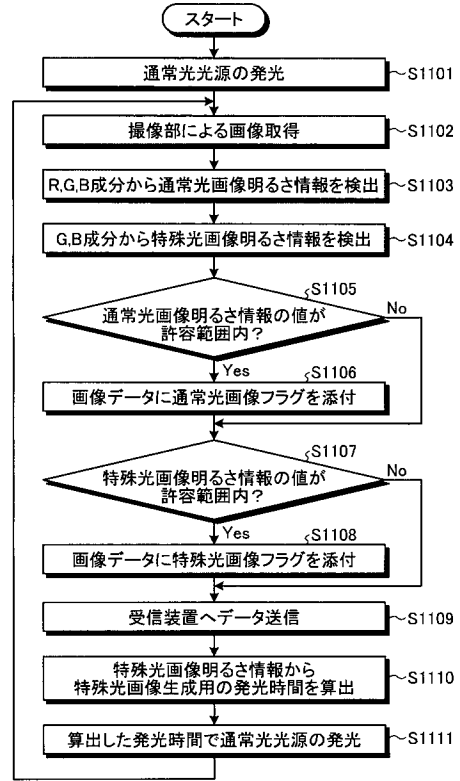 スタート
通常光光源の発光
S1101
撮像部による画像取得
S1102
R,G,B成分から通常光画像明るさ情報を検出
S1103
G,B成分から特殊光画像明るさ情報を検出
S1104
S1105
通常光画像明るさ情報の値が
許容範囲内?
No
Yes
S1106
画像データに通常光画像フラグを添付
S1107
特殊光画像明るさ情報の値が
許容範囲内?
No
Yes
S1108
画像データに特殊光画像フラグを添付
受信装置へデータ送信
S1109
特殊光画像明るさ情報から
特殊光画像生成用の発光時間を算出
S1110
算出した発光時間で通常光光源の発光
S1111